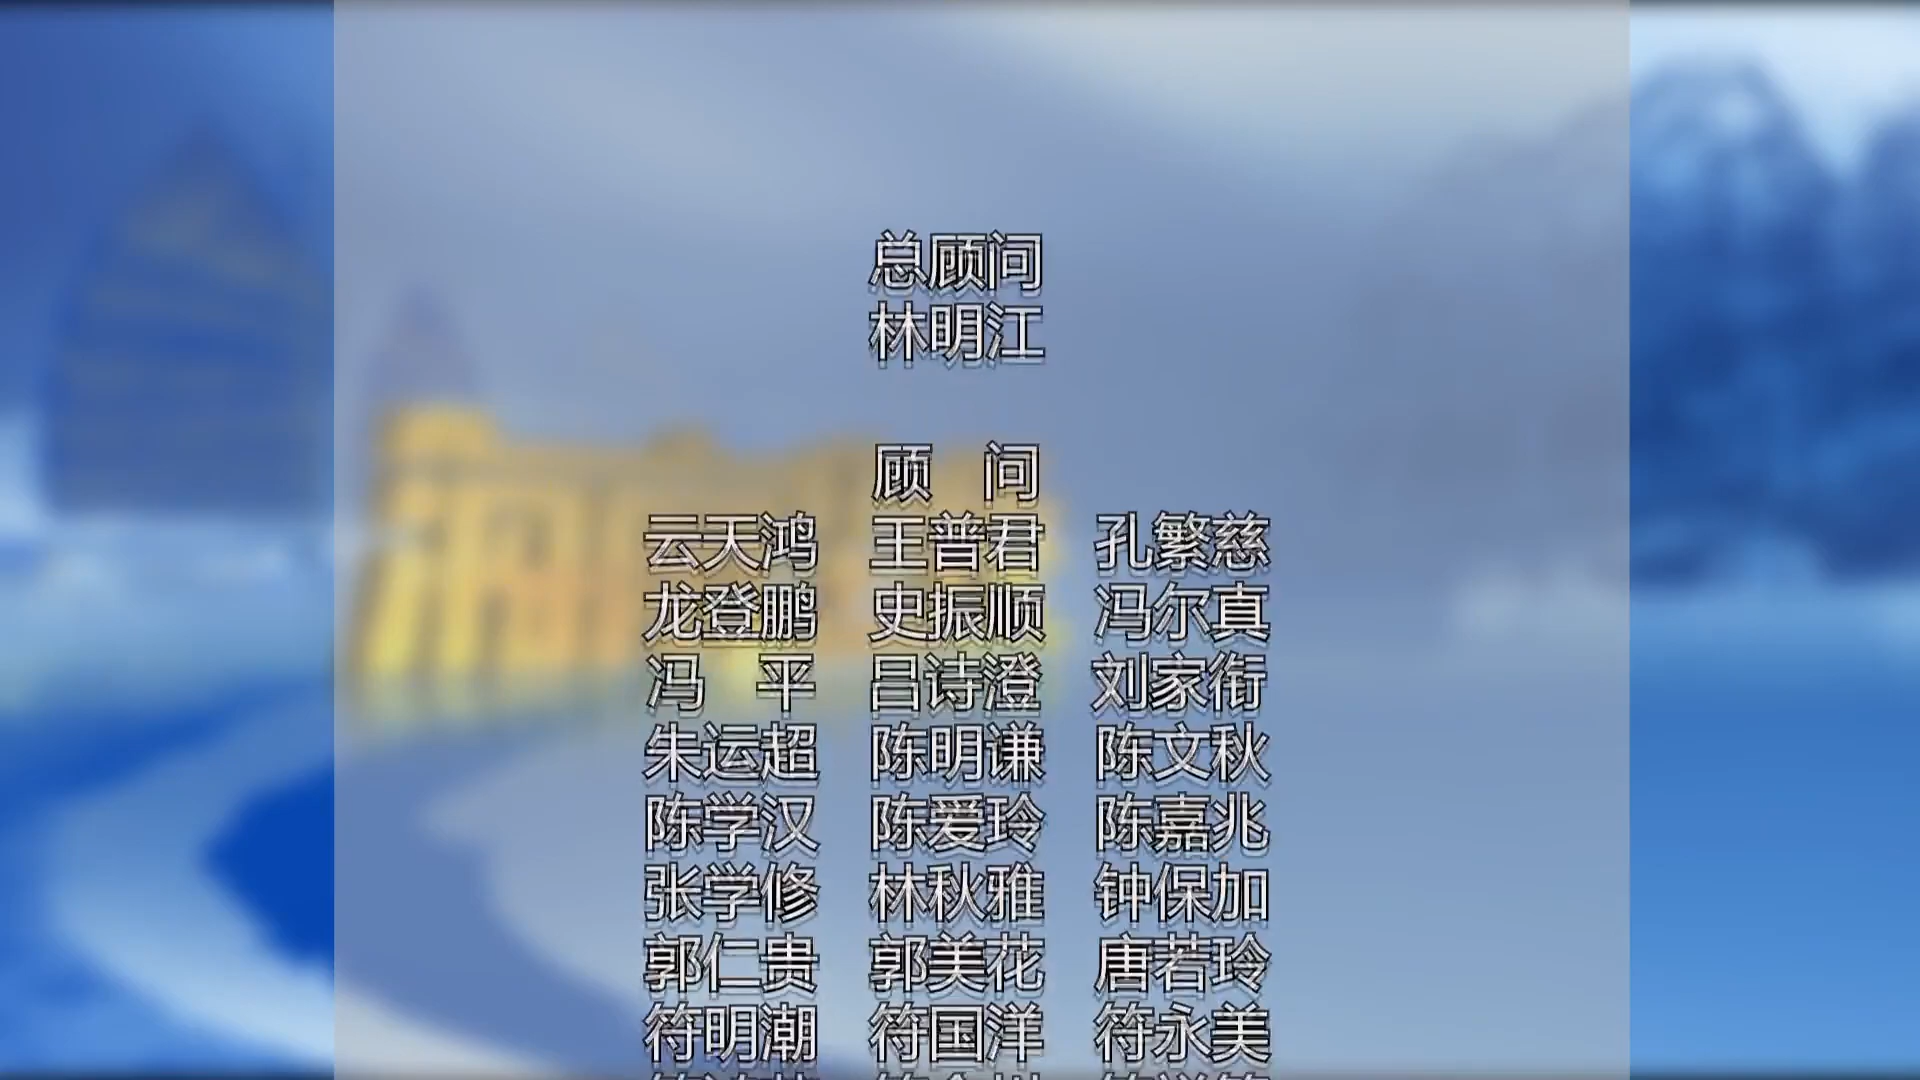 总顾问
林明江
顾 问
云天鸿 王普君 孔繁慈
龙登鹏 史振顺 冯尔真
冯 平 吕诗澄 刘家衔
朱运超 陈明谦 陈文秋
陈学汉 陈爱玲 陈嘉兆
张学修 林秋雅 钟保加
郭仁贵 郭美花 唐若玲
符明潮 符国洋 符永美